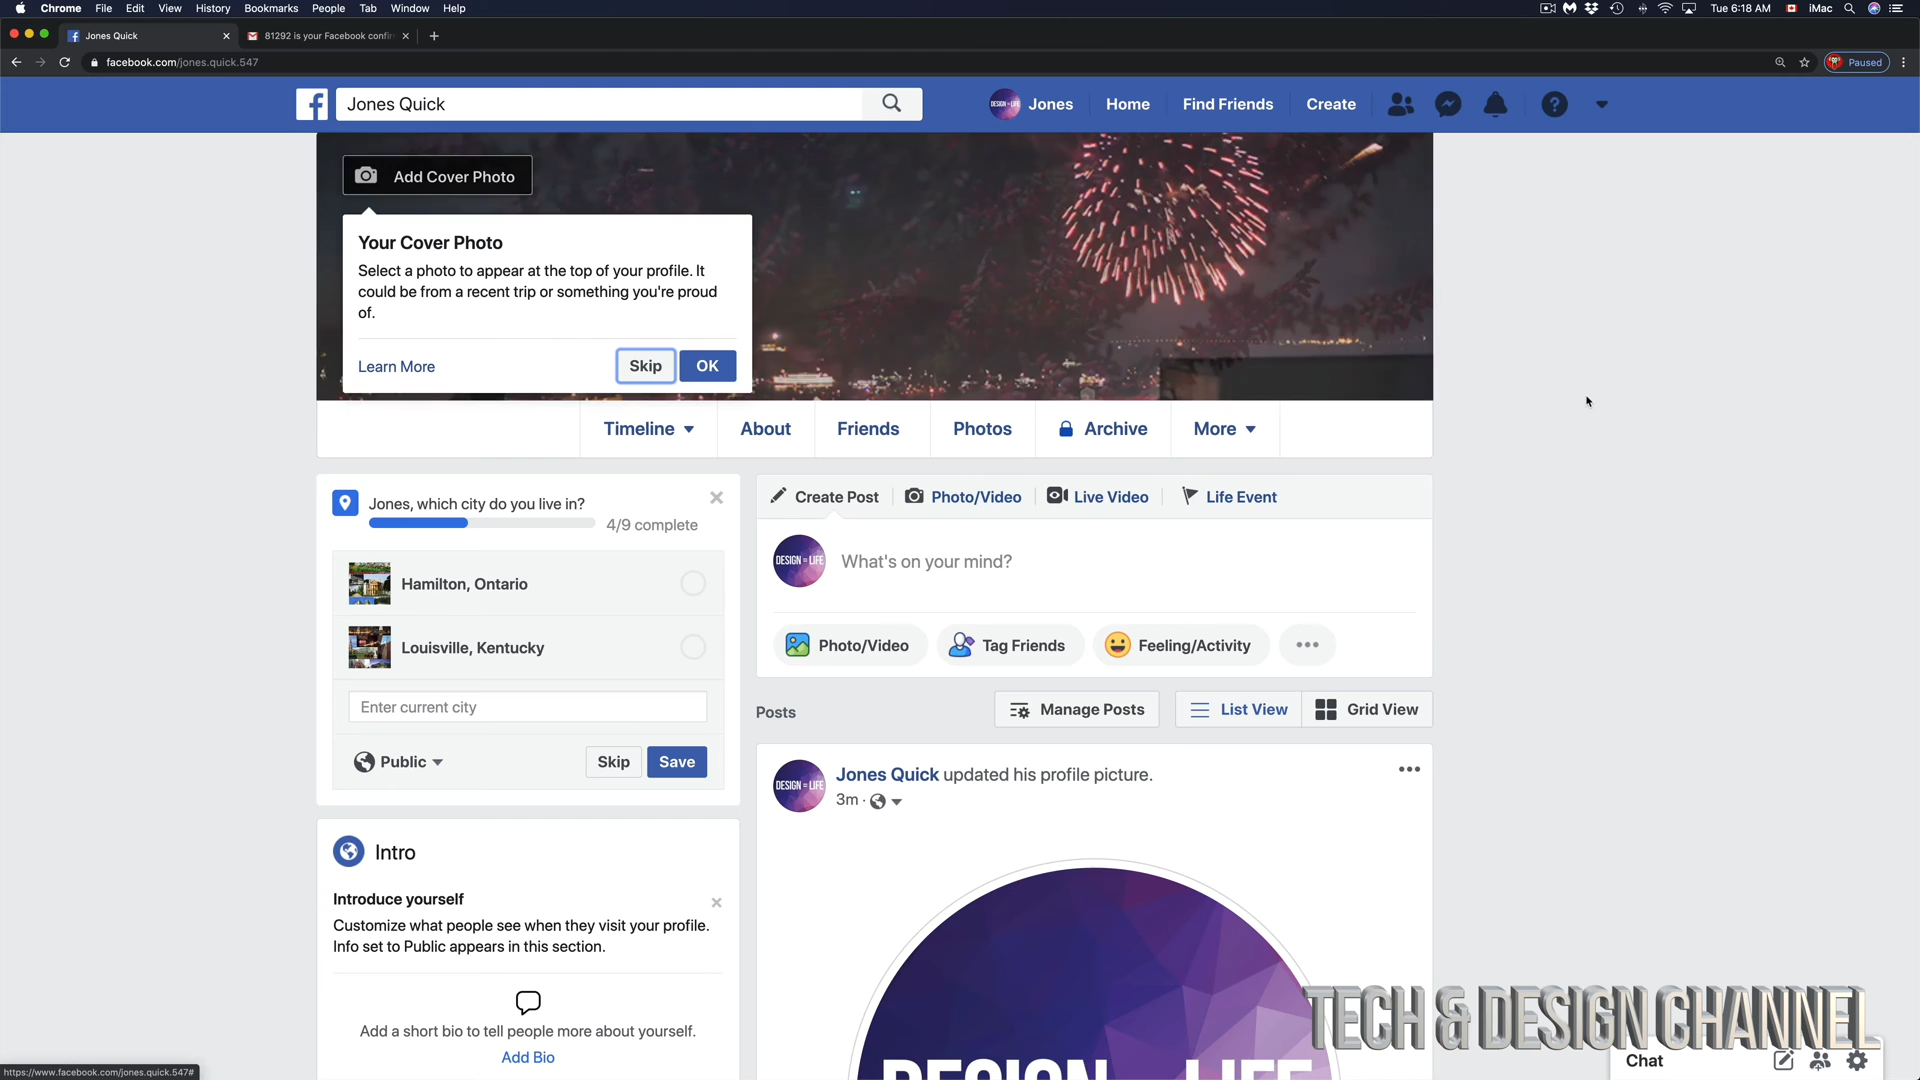 Chrome File Edit View History Bookmarks People Tab Window Help Tue 6:18 AM iMac
Jones Quick 81292 is your Facebook confir
facebook.com/jones.quick.547 Paused
Jones Quick Jones Home Find Friends Create
Add Cover Photo
Your Cover Photo
Select a photo to appear at the top of your profile. It
could be from a recent trip or something you're proud
of.
Learn More Skip OK
Timeline About Friends Photos Archive More
Jones, which city do you live in?
4/9 complete
Hamilton, Ontario
Louisville, Kentucky
Enter current city
Public Skip Save
Intro
Introduce yourself
Customize what people see when they visit your profile.
Info set to Public appears in this section.
Add a short bio to tell people more about yourself.
Add Bio
Create Post Photo/Video Live Video Life Event
DESIGN = LIFE What's on your mind?
Photo/Video Tag Friends Feeling/Activity
Posts Manage Posts List View Grid View
DESIGN = LIFE Jones Quick updated his profile picture.
3m
DESIGN = LIFE
TECH & DESIGN CHANNEL
Chat
https://www.facebook.com/jones.quick.547#